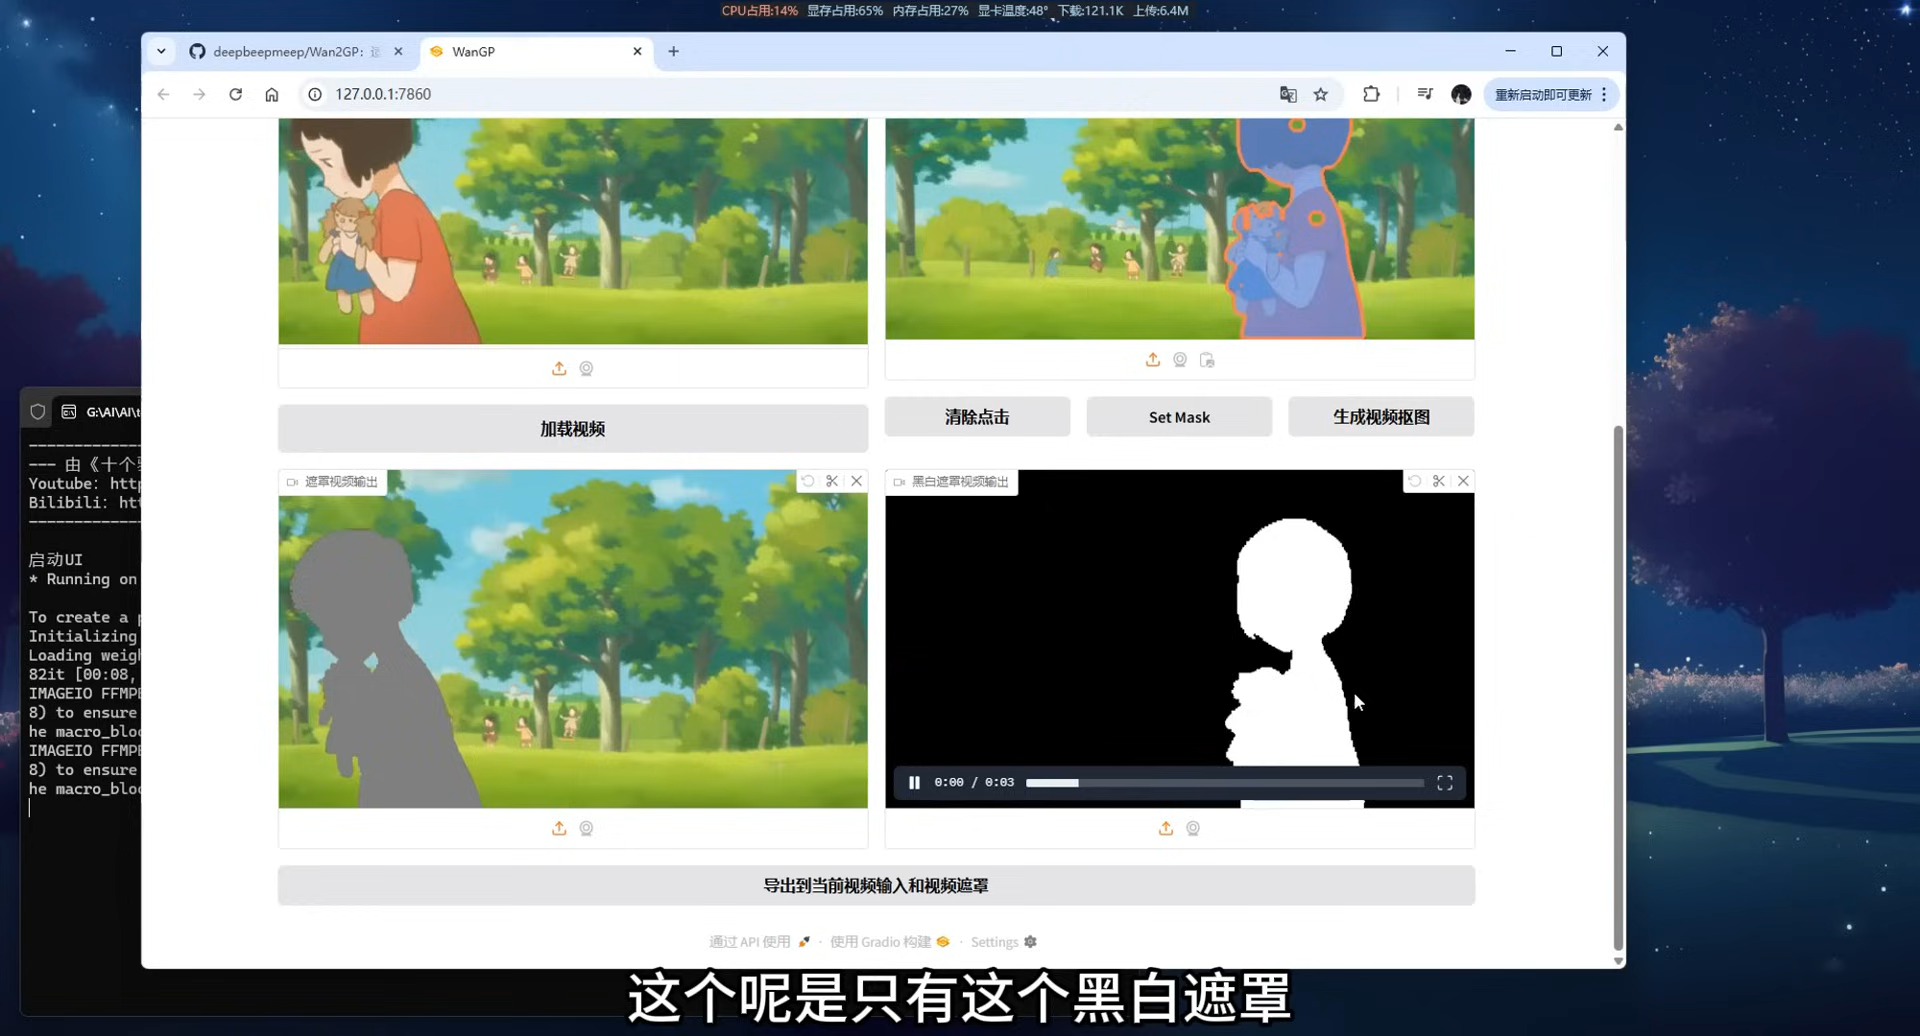 CPU占用:14% 显存占用:65% 内存占用:27% 显卡温度:48° 下载:121.1K 上传:6.4M
deepbeepmeep/Wan2GP:
WanGP
127.0.0.1:7860
重新启动即可更新
加载视频
清除点击
Set Mask
生成视频抠图
遮罩视频输出
黑白遮罩视频输出
0:00 / 0:03
导出到当前视频输入和视频遮罩
通过 API 使用 · 使用 Gradio 构建 · Settings
G:\AI\AI\t
--- 由《十个
Youtube: http
Bilibili: htt
启动UI
* Running on
To create a p
Initializing
Loading weigh
82it [00:08,
IMAGEIO FFMPE
8) to ensure
he macro_bloc
IMAGEIO FFMPE
8) to ensure
he macro_bloc
这个呢是只有这个黑白遮罩